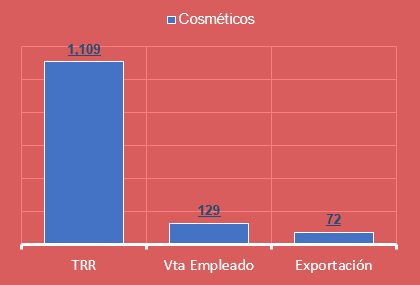 Cosméticos
1,109
129
72
TRR
Vta Empleado
Exportación